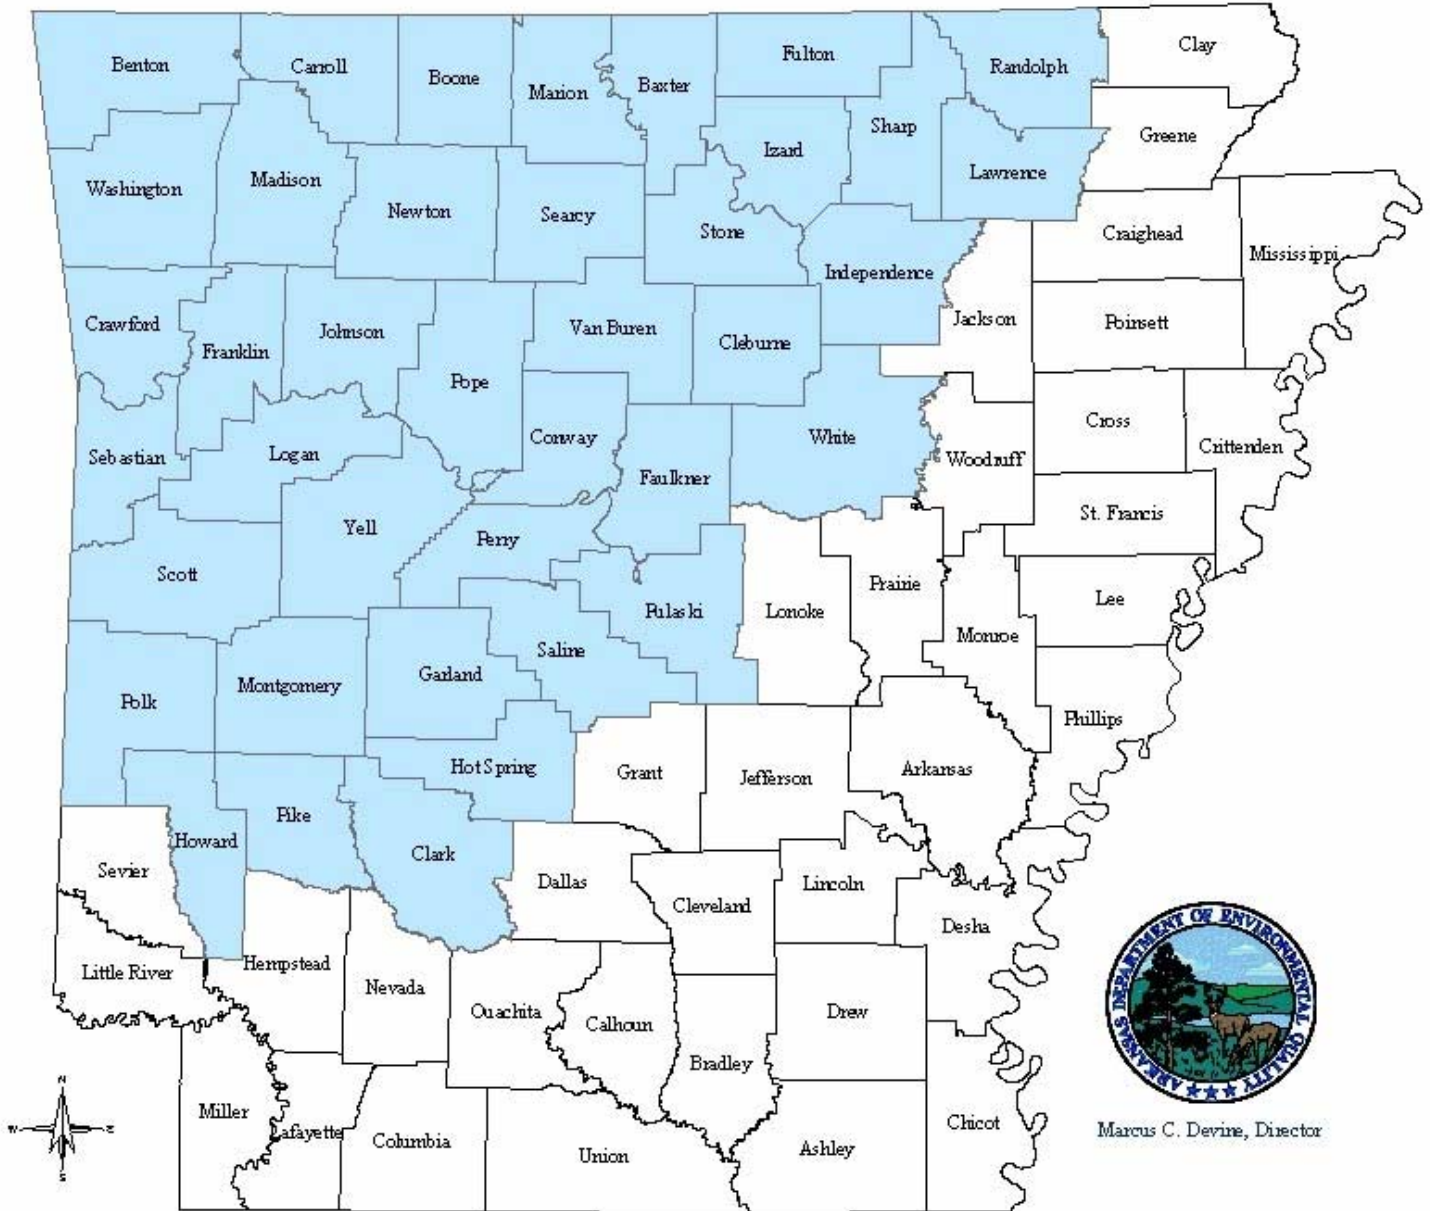 Clay
Fulton
Benton
Carroll
Randolph
Boone
Baxter
Marion
Sharp
Greene
Izard
Lawrence
Madison
Washington
Newton
Searcy
Stone
Craighead
Mississippi
Independence
Jackson
Poinsett
Crawford
Johnson
Van Buren
Cleburne
Franklin
Pope
Cross
Conway
White
Crittenden
Sebastian
Logan
Woodruff
Faulkner
St. Francis
Yell
Perry
Scott
Prairie
Lee
Pulaski
Lonoke
Monroe
Saline
Garland
Montgomery
Polk
Phillips
Hot Spring
Grant
Jefferson
Arkansas
Pike
Howard
Clark
Sevier
Dallas
Lincoln
Cleveland
Desha
Hempstead
Little River
Nevada
Ouachita
Calhoun
Drew
Bradley
Miller
Lafayette
Columbia
Union
Ashley
Chicot
ARKANSAS DEPARTMENT OF ENVIRONMENTAL QUALITY
Marcus C. Devine, Director
N
W E
S